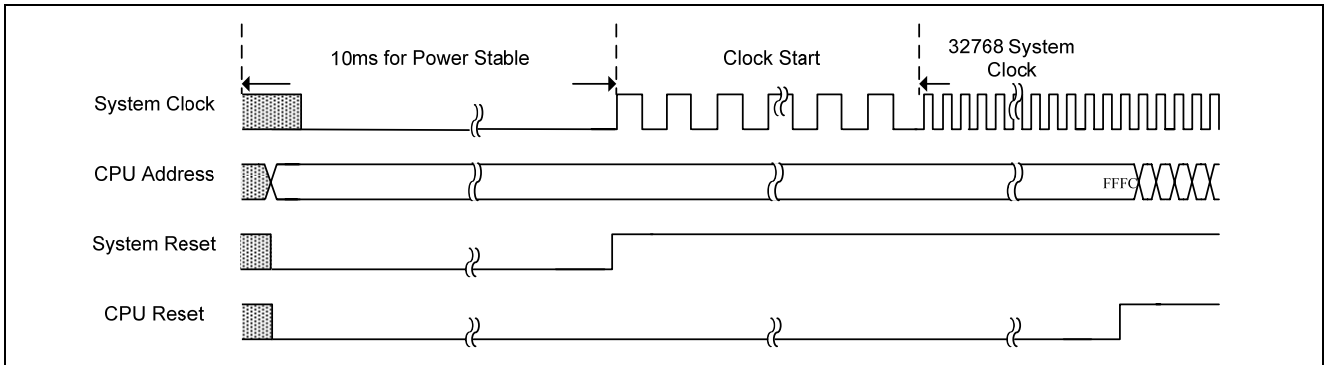 10ms for Power Stable
Clock Start
32768 System
Clock
System Clock
CPU Address
FFFC
System Reset
CPU Reset